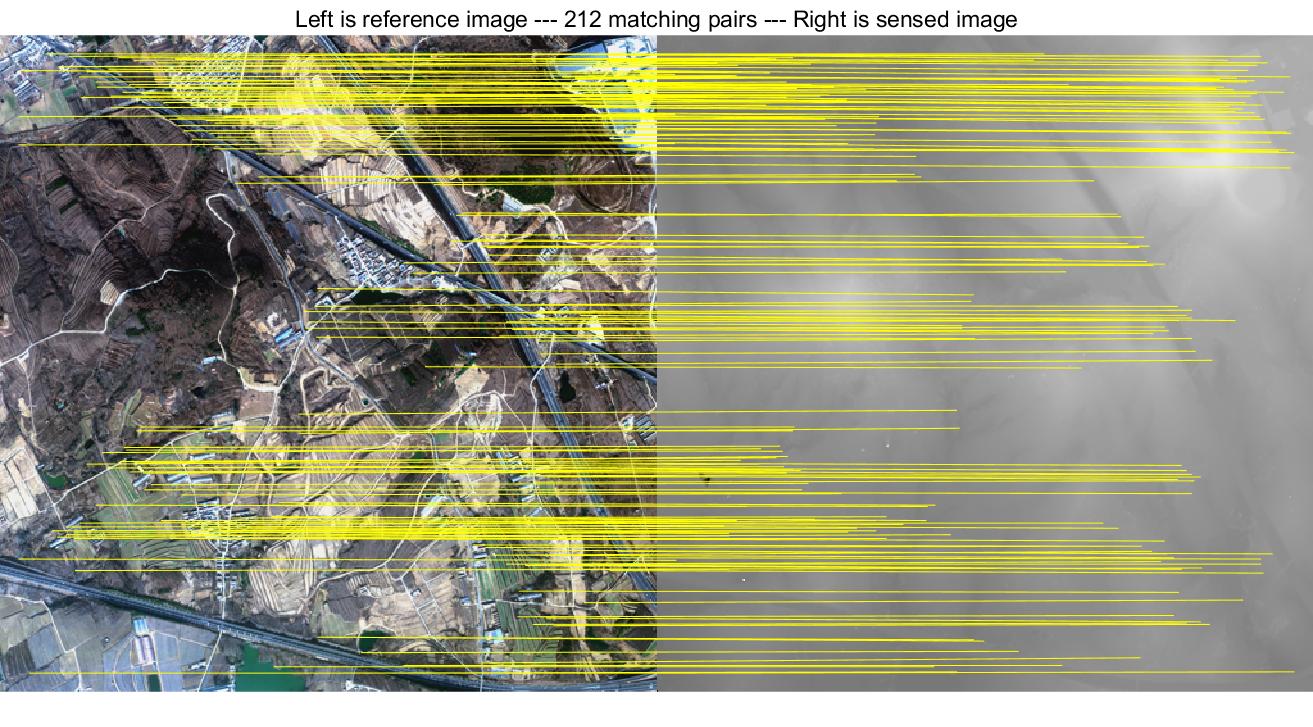 Left is reference image --- 212 matching pairs --- Right is sensed image